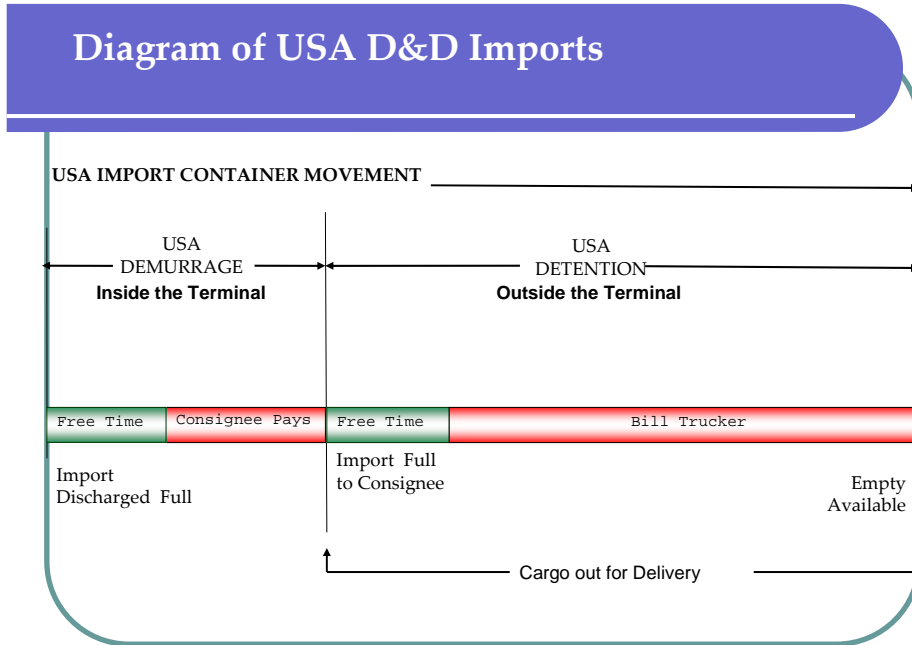 Diagram of USA D&D Imports
USA IMPORT CONTAINER MOVEMENT
USA
DEMURRAGE
Inside the Terminal
USA
DETENTION
Outside the Terminal
Free Time
Consignee Pays
Free Time
Bill Trucker
Import
Discharged Full
Import Full
to Consignee
Empty
Available
Cargo out for Delivery